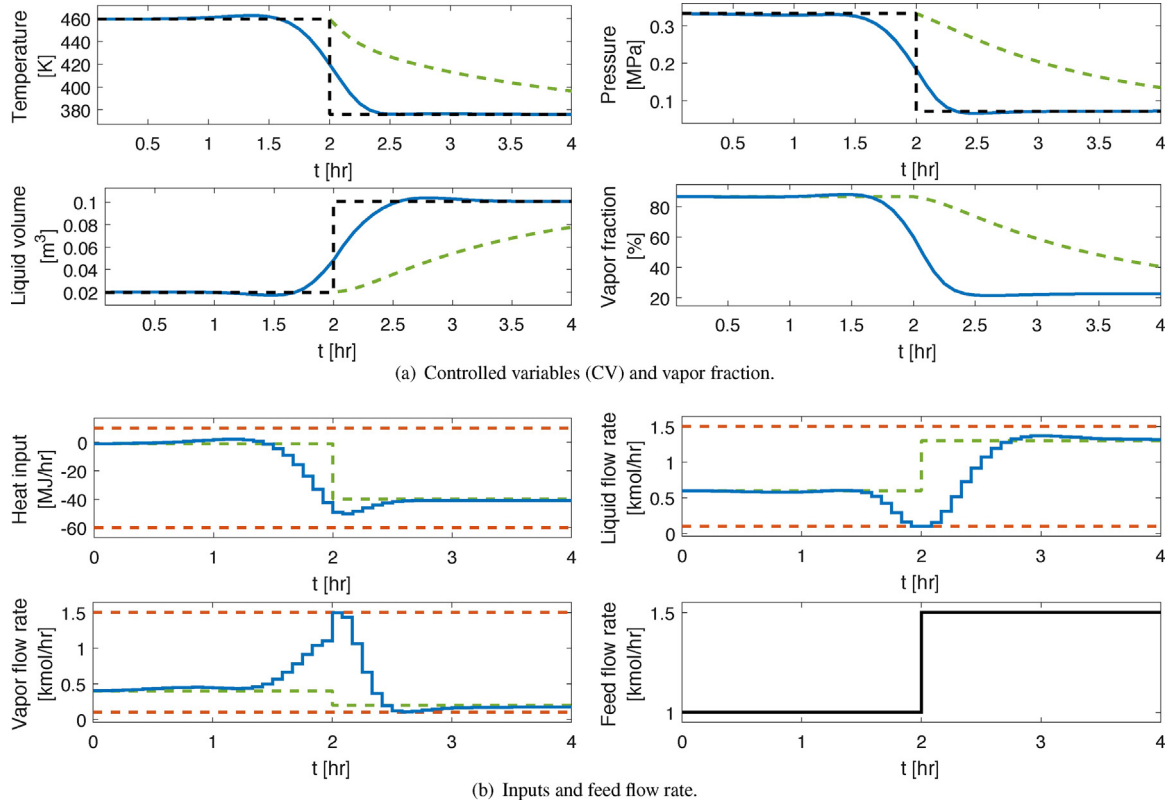 Temperature
[K]
460
440
420
400
380
0.5 1 1.5 2 2.5 3 3.5 4
t [hr]
Pressure
[MPa]
0.3
0.2
0.1
0.5 1 1.5 2 2.5 3 3.5 4
t [hr]
Liquid volume
[m³]
0.1
0.08
0.06
0.04
0.02
0.5 1 1.5 2 2.5 3 3.5 4
t [hr]
Vapor fraction
[%]
80
60
40
20
0.5 1 1.5 2 2.5 3 3.5 4
t [hr]
(a) Controlled variables (CV) and vapor fraction.
Heat input
[MJ/hr]
0
-20
-40
-60
0 1 2 3 4
t [hr]
Liquid flow rate
[kmol/hr]
1.5
1
0.5
0
0 1 2 3 4
t [hr]
Vapor flow rate
[kmol/hr]
1.5
1
0.5
0
0 1 2 3 4
t [hr]
Feed flow rate
[kmol/hr]
1.5
1
0 1 2 3 4
t [hr]
(b) Inputs and feed flow rate.